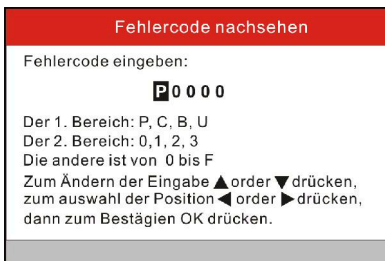 Fehlercode nachsehen
Fehlercode eingeben:
P0000
Der 1. Bereich: P, C, B, U
Der 2. Bereich: 0,1, 2, 3
Die andere ist von 0 bis F
Zum Ändern der Eingabe ▲ order ▼ drücken,
zum auswahl der Position ◀ order ▶ drücken,
dann zum Bestägien OK drücken.